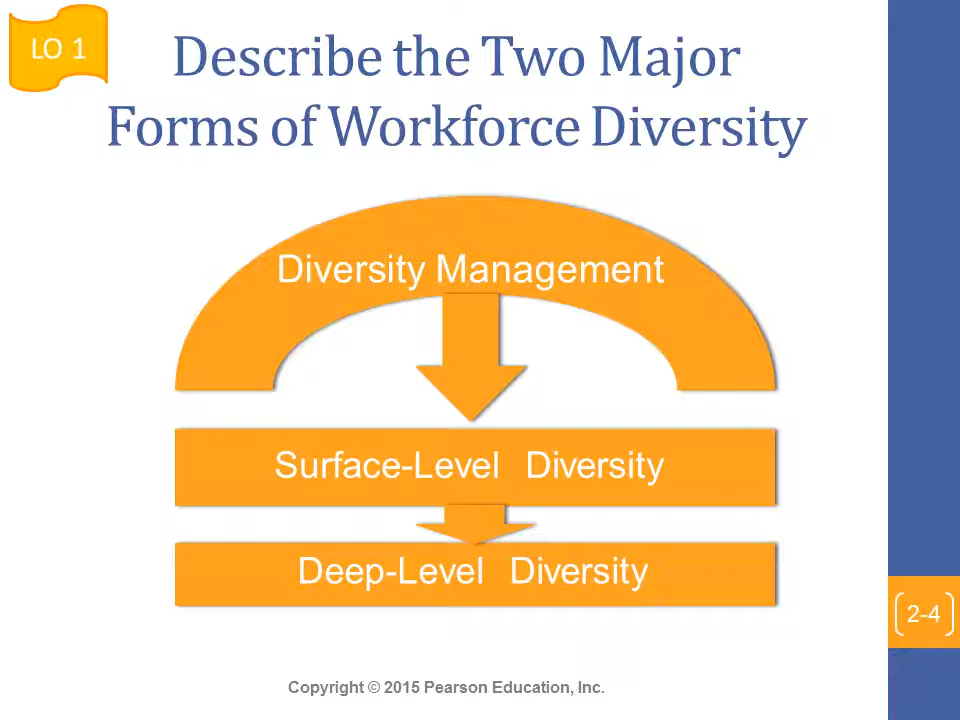 LO 1
Describe the Two Major
Forms of Workforce Diversity
Diversity Management
Surface-Level Diversity
Deep-Level Diversity
2-4
Copyright © 2015 Pearson Education, Inc.